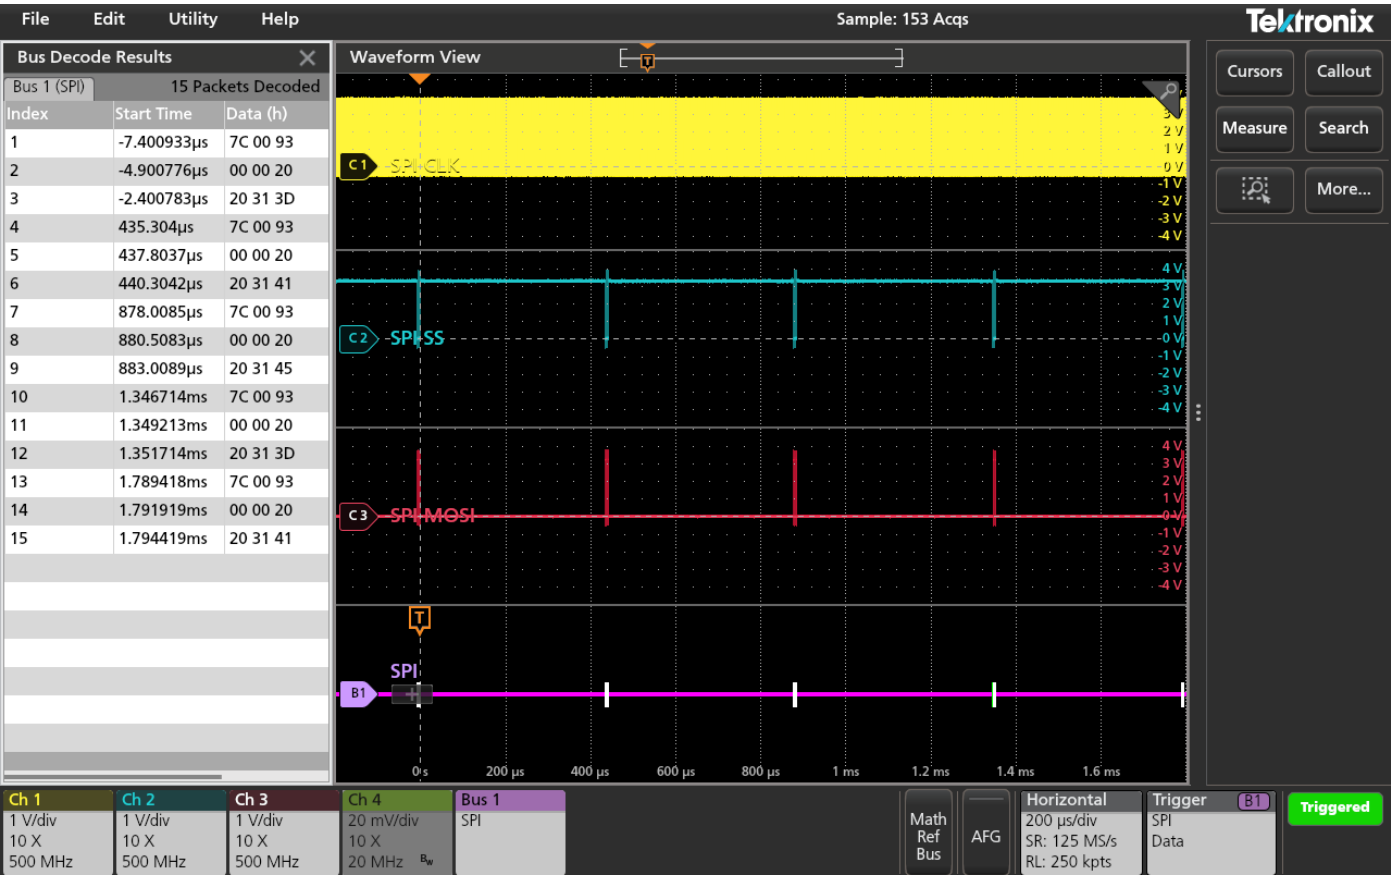 File Edit Utility Help Sample: 153 Acqs Tektronix
Bus Decode Results
Bus 1 (SPI) 15 Packets Decoded
Index Start Time Data (h)
1 -7.400933µs 7C 00 93
2 -4.900776µs 00 00 20
3 -2.400783µs 20 31 3D
4 435.304µs 7C 00 93
5 437.8037µs 00 00 20
6 440.3042µs 20 31 41
7 878.0085µs 7C 00 93
8 880.5083µs 00 00 20
9 883.0089µs 20 31 45
10 1.346714ms 7C 00 93
11 1.349213ms 00 00 20
12 1.351714ms 20 31 3D
13 1.789418ms 7C 00 93
14 1.791919ms 00 00 20
15 1.794419ms 20 31 41
Waveform View
T
C 1 SPI-CLK
3 V
2 V
1 V
0 V
-1 V
-2 V
-3 V
-4 V
C 2 SPI-SS
4 V
3 V
2 V
1 V
0 V
-1 V
-2 V
-3 V
-4 V
C 3 SPI-MOSI
4 V
3 V
2 V
1 V
0 V
-1 V
-2 V
-3 V
-4 V
T
SPI
B1
0 s 200 µs 400 µs 600 µs 800 µs 1 ms 1.2 ms 1.4 ms 1.6 ms
Cursors Callout
Measure Search
More...
Ch 1
1 V/div
10 X
500 MHz
Ch 2
1 V/div
10 X
500 MHz
Ch 3
1 V/div
10 X
500 MHz
Ch 4
20 mV/div
10 X
20 MHz Bw
Bus 1
SPI
Math
Ref
Bus
AFG
Horizontal
200 µs/div
SR: 125 MS/s
RL: 250 kpts
Trigger B1
SPI
Data
Triggered